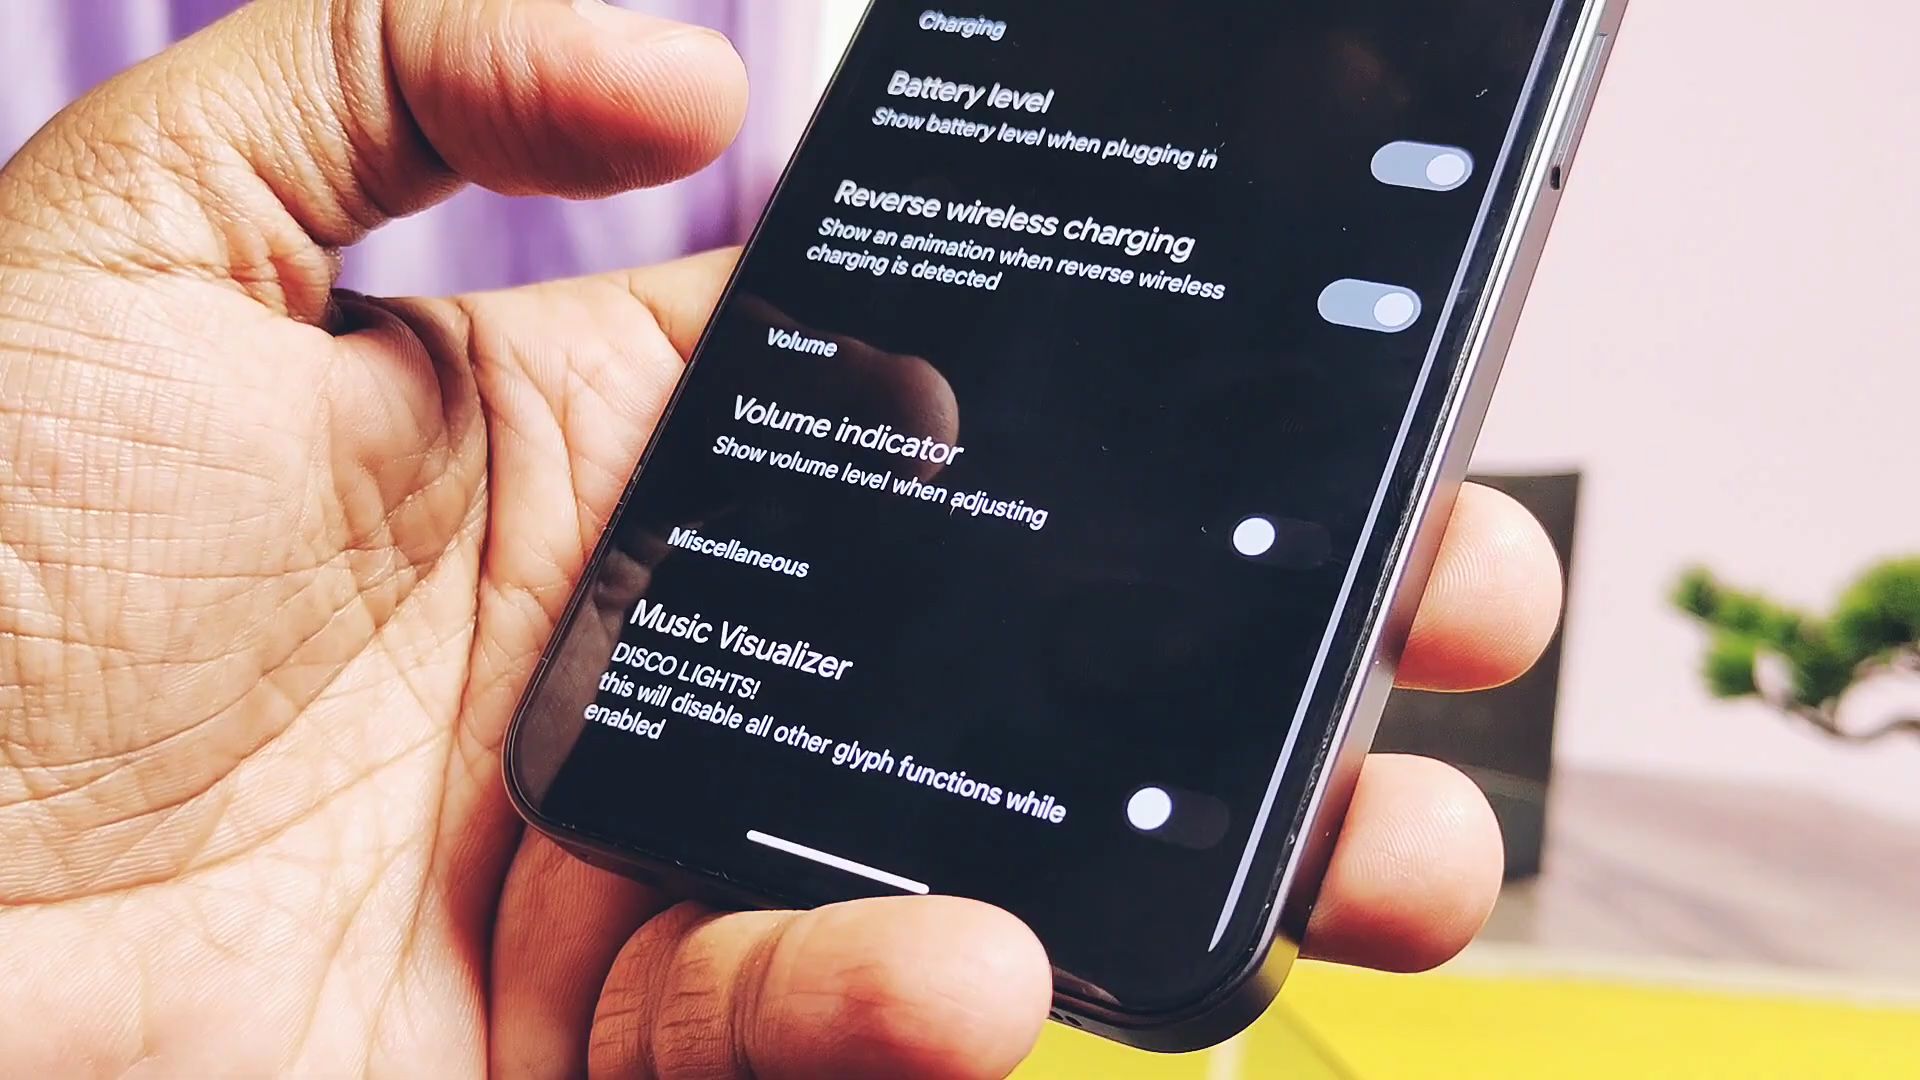 Charging
Battery level
Show battery level when plugging in
Reverse wireless charging
Show an animation when reverse wireless
charging is detected
Volume
Volume indicator
Show volume level when adjusting
Miscellaneous
Music Visualizer
DISCO LIGHTS!
this will disable all other glyph functions while
enabled